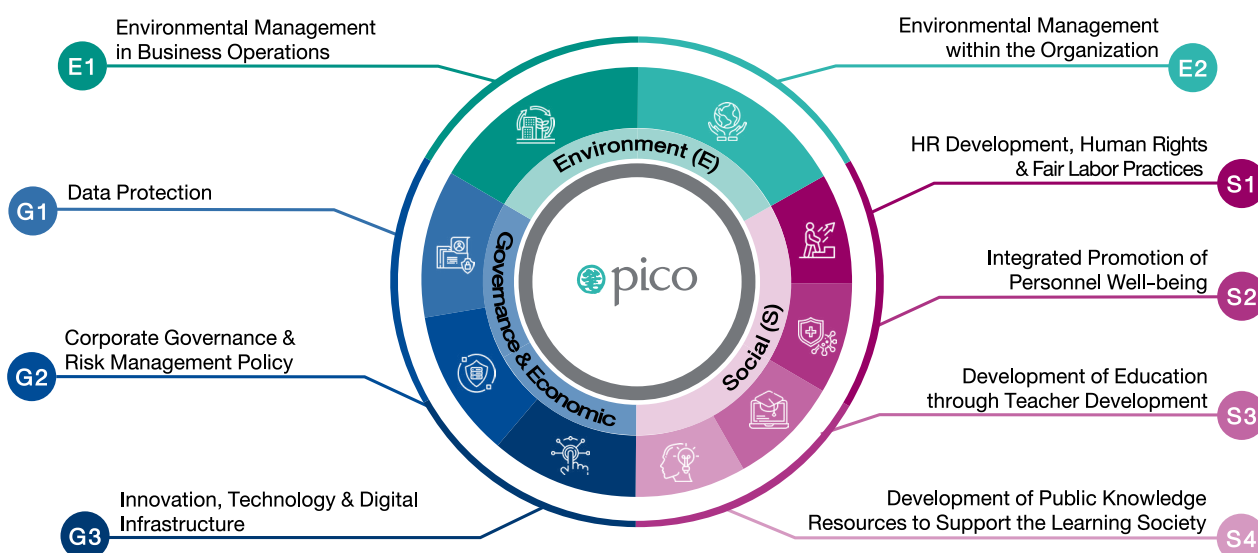 E1
Environmental Management
in Business Operations
Environmental Management
within the Organization
E2
HR Development, Human Rights
& Fair Labor Practices
S1
G1
Data Protection
Integrated Promotion of
Personnel Well-being
S2
G2
Corporate Governance &
Risk Management Policy
Development of Education
through Teacher Development
S3
G3
Innovation, Technology & Digital
Infrastructure
Development of Public Knowledge
Resources to Support the Learning Society
S4
Environment (E)
Governance & Economic
Social (S)
pico